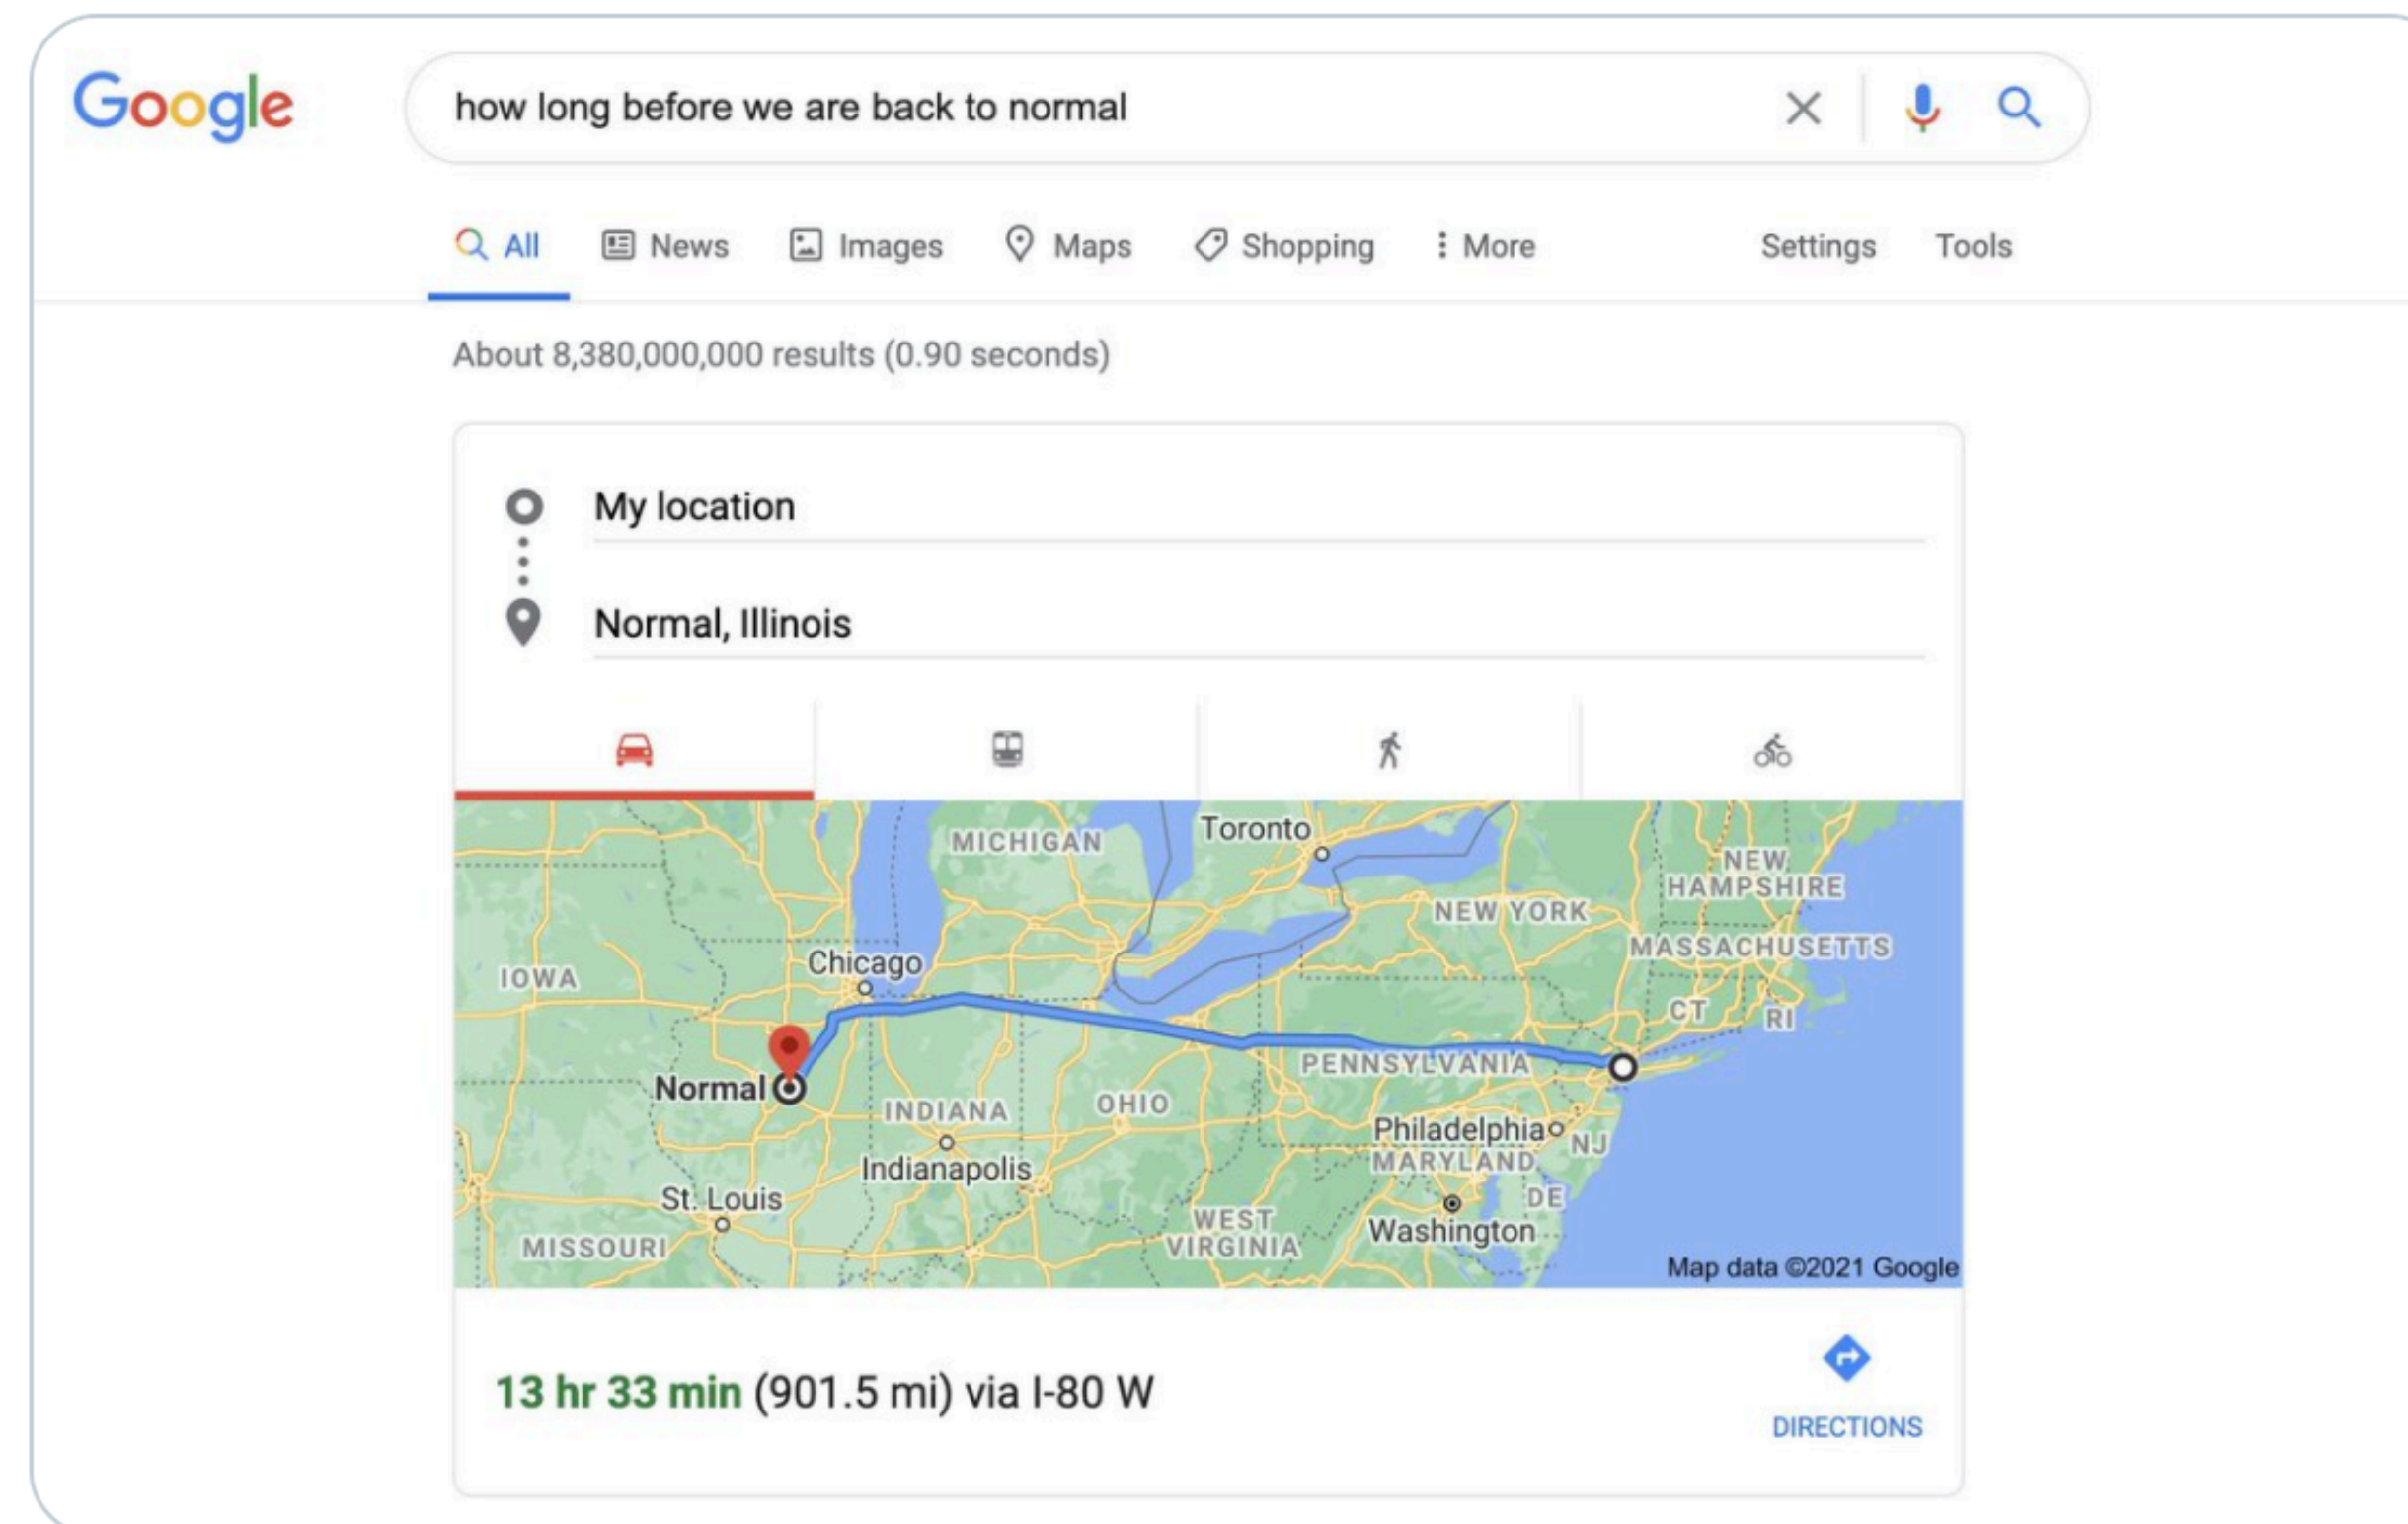 Google
how long before we are back to normal
All News Images Maps Shopping More Settings Tools
About 8,380,000,000 results (0.90 seconds)
My location
Normal, Illinois
MICHIGAN
Toronto
NEW
HAMPSHIRE
NEW YORK
MASSACHUSETTS
Chicago
IOWA
CT
RI
PENNSYLVANIA
Normal
INDIANA
OHIO
Philadelphia
NJ
MARYLAND
Indianapolis
St. Louis
DE
WEST
VIRGINIA
Washington
MISSOURI
Map data ©2021 Google
13 hr 33 min (901.5 mi) via I-80 W
DIRECTIONS